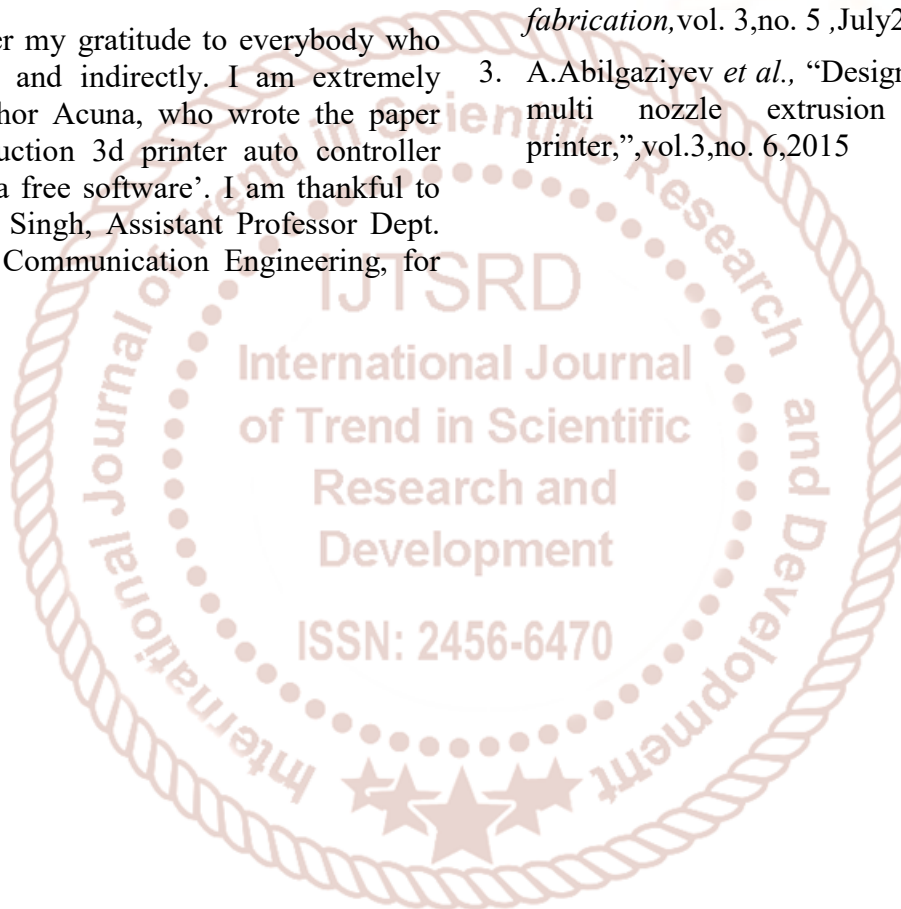 er my gratitude to everybody who
and indirectly. I am extremely
hor Acuna, who wrote the paper
uction 3d printer auto controller
a free software’. I am thankful to
Singh, Assistant Professor Dept.
Communication Engineering, for
fabrication,vol. 3,no. 5 ,July2
3. A.Abilgaziyev et al., “Design
multi nozzle extrusion
printer,”,vol.3,no. 6,2015
International Journal of Trend in Scientific Research and Development
IJTSRD
International Journal
of Trend in Scientific
Research and
Development
ISSN: 2456-6470